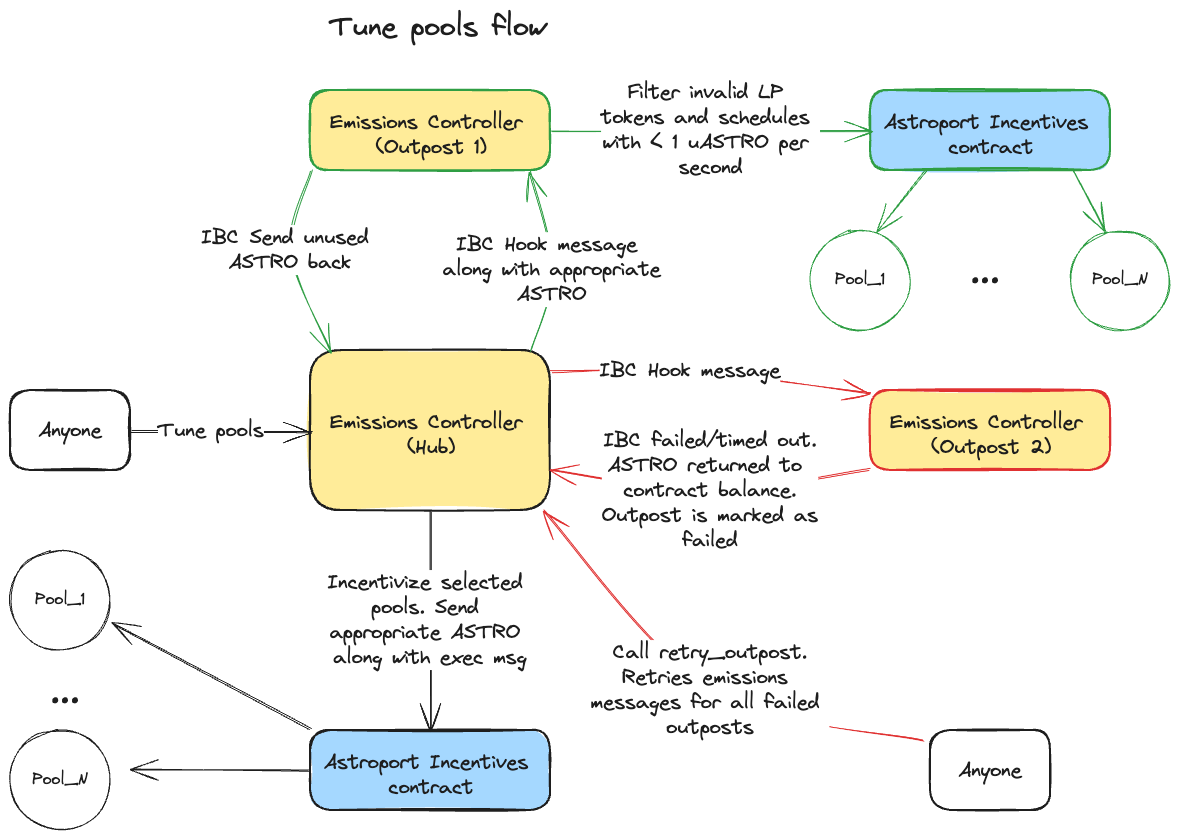 Tune pools flow
Emissions Controller
(Outpost 1)
Filter invalid LP
tokens and schedules
with < 1 uASTRO per
second
Astroport Incentives
contract
IBC Send unused
ASTRO back
IBC Hook message
along with appropriate
ASTRO
Pool_1
...
Pool_N
Anyone
Tune pools
Emissions Controller
(Hub)
IBC Hook message
Emissions Controller
(Outpost 2)
IBC failed/timed out.
ASTRO returned to
contract balance.
Outpost is marked as
failed
Incentivize selected
pools. Send
appropriate ASTRO
along with exec msg
Pool_1
...
Pool_N
Call retry_outpost.
Retries emissions
messages for all failed
outposts
Astroport Incentives
contract
Anyone